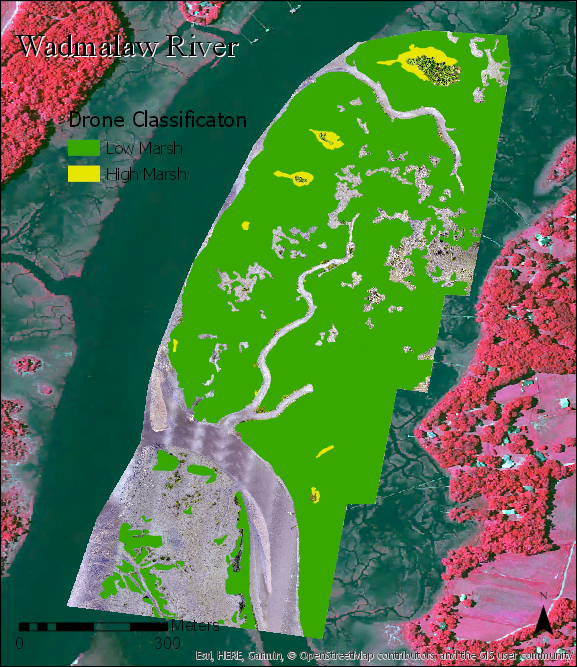 Wadmalaw River
Drone Classificaton
Low Marsh
High Marsh
N
Meters
0
300
Esri, HERE, Garmin, © OpenStreetMap contributors, and the GIS user community